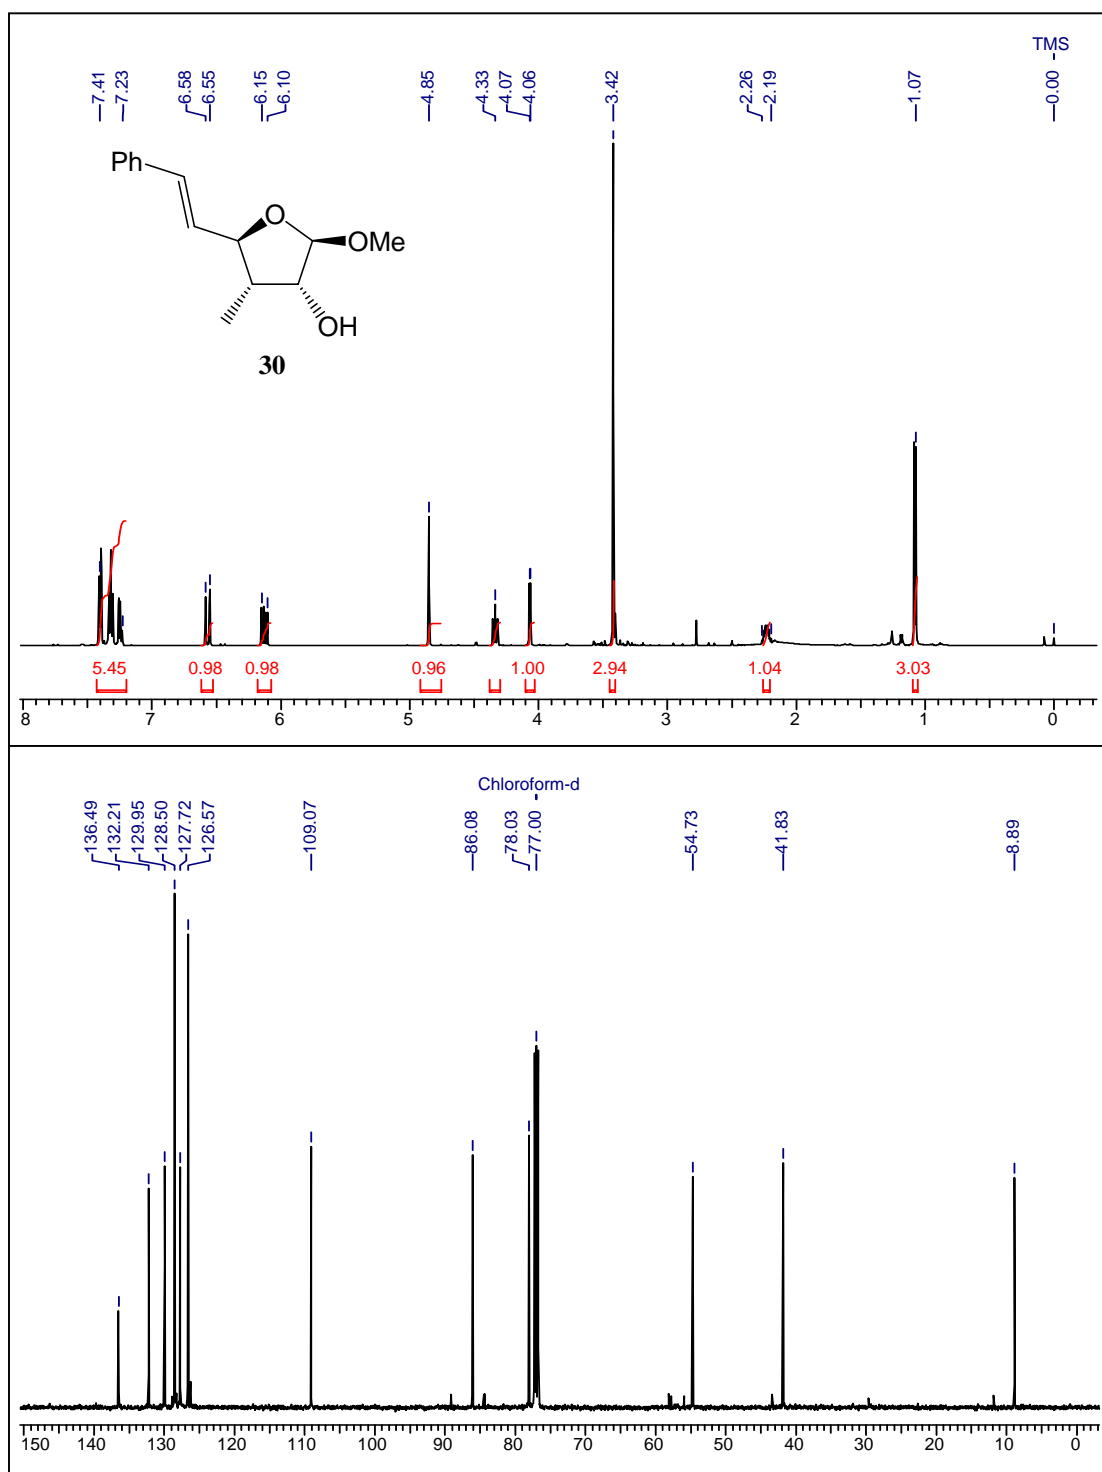 TMS
7.41 7.23 6.58 6.55 6.15 6.10 4.85 4.33 4.07 4.06 3.42 2.26 2.19 1.07 0.00
Ph
O
OMe
OH
30
5.45 0.98 0.98 0.96 1.00 2.94 1.04 3.03
8 7 6 5 4 3 2 1 0
Chloroform-d
136.49 132.21 129.95 128.50 127.72 126.57 109.07 86.08 78.03 77.00 54.73 41.83 8.89
150 140 130 120 110 100 90 80 70 60 50 40 30 20 10 0